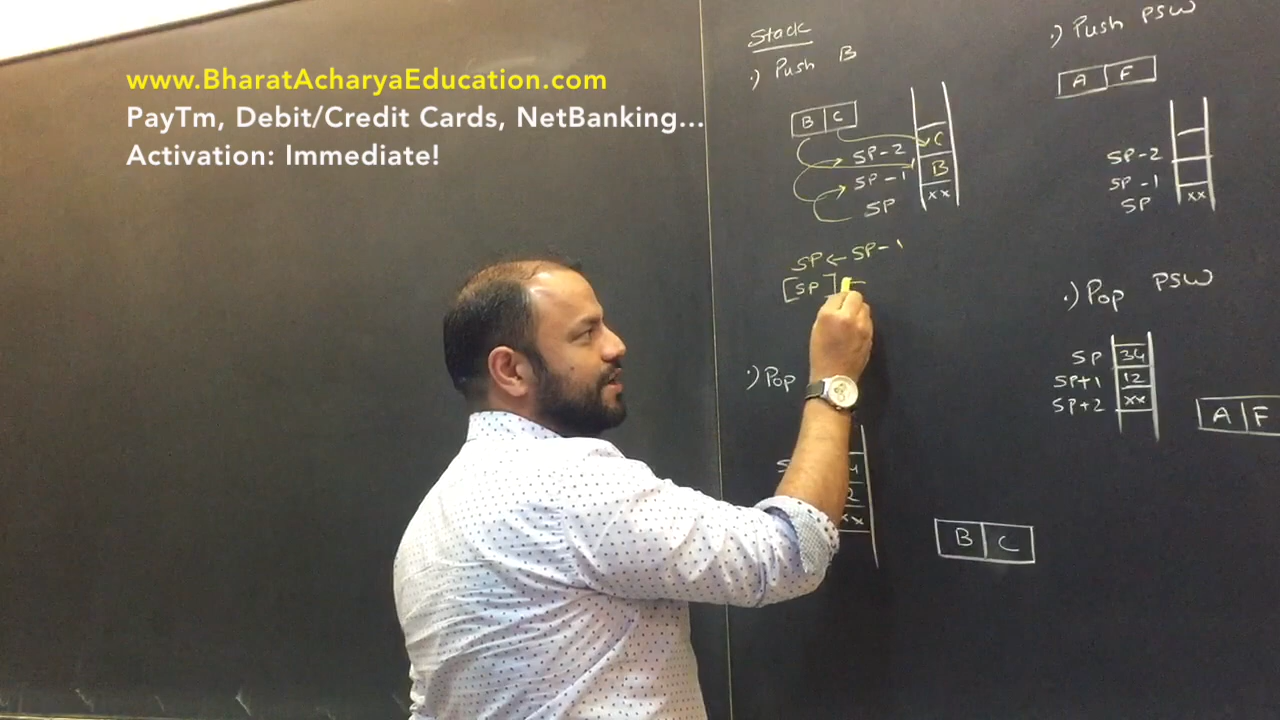 www.BharatAcharyaEducation.com
PayTm, Debit/Credit Cards, NetBanking...
Activation: Immediate!
Stack
.) Push B
B C
C
SP-2
B
SP-1
xx
SP
SP ← SP-1
[SP] ←
.) Pop
xx
B C
.) Push PSW
A F
SP-2
SP-1
SP xx
.) Pop PSW
SP 34
SP+1 12
SP+2 xx
A F